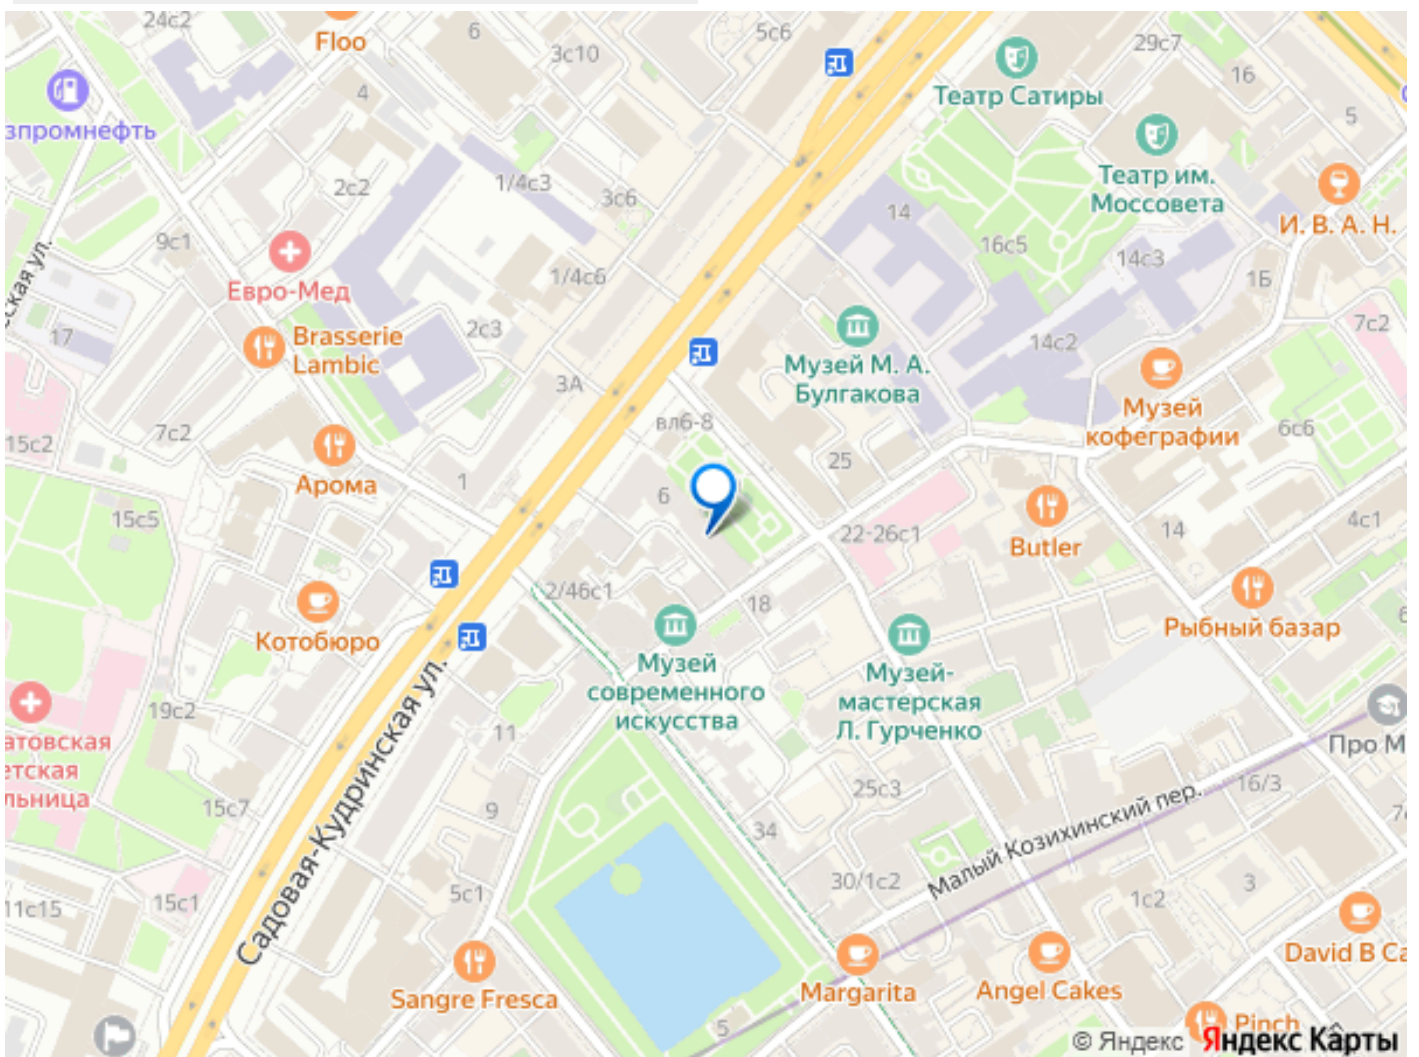 24с2
Floo
6
3с10
5с6
Театр Сатиры
29с7
16
5
зпромнефть
4
2с2
1/4с3
3с6
Театр им.
Моссовета
И. В. А. Н.
14
16с5
14с3
1Б
9с1
Евро-Мед
1/4с6
ская ул.
17
Brasserie
Lambic
2с3
3А
Музей М. А.
Булгакова
14с2
7с2
Музей
кофеграфии
6с6
15с2
7с2
вл6-8
25
Арома
1
6
15с5
22-26с1
Butler
14
4с1
2/46с1
18
Котобюро
Рыбный базар
Музей
современного
искусства
Музей-
мастерская
Л. Гурченко
19с2
11
атовская
етская
льница
Про М
15с7
9
25с3
16/3
34
Малый Козихинский пер.
Садовая-Кудринская ул.
30/1с2
3
1с2
5с1
15с1
11с15
David B Ca
Sangre Fresca
Margarita
Angel Cakes
5
Pinch
© Яндекс Яндекс Карты